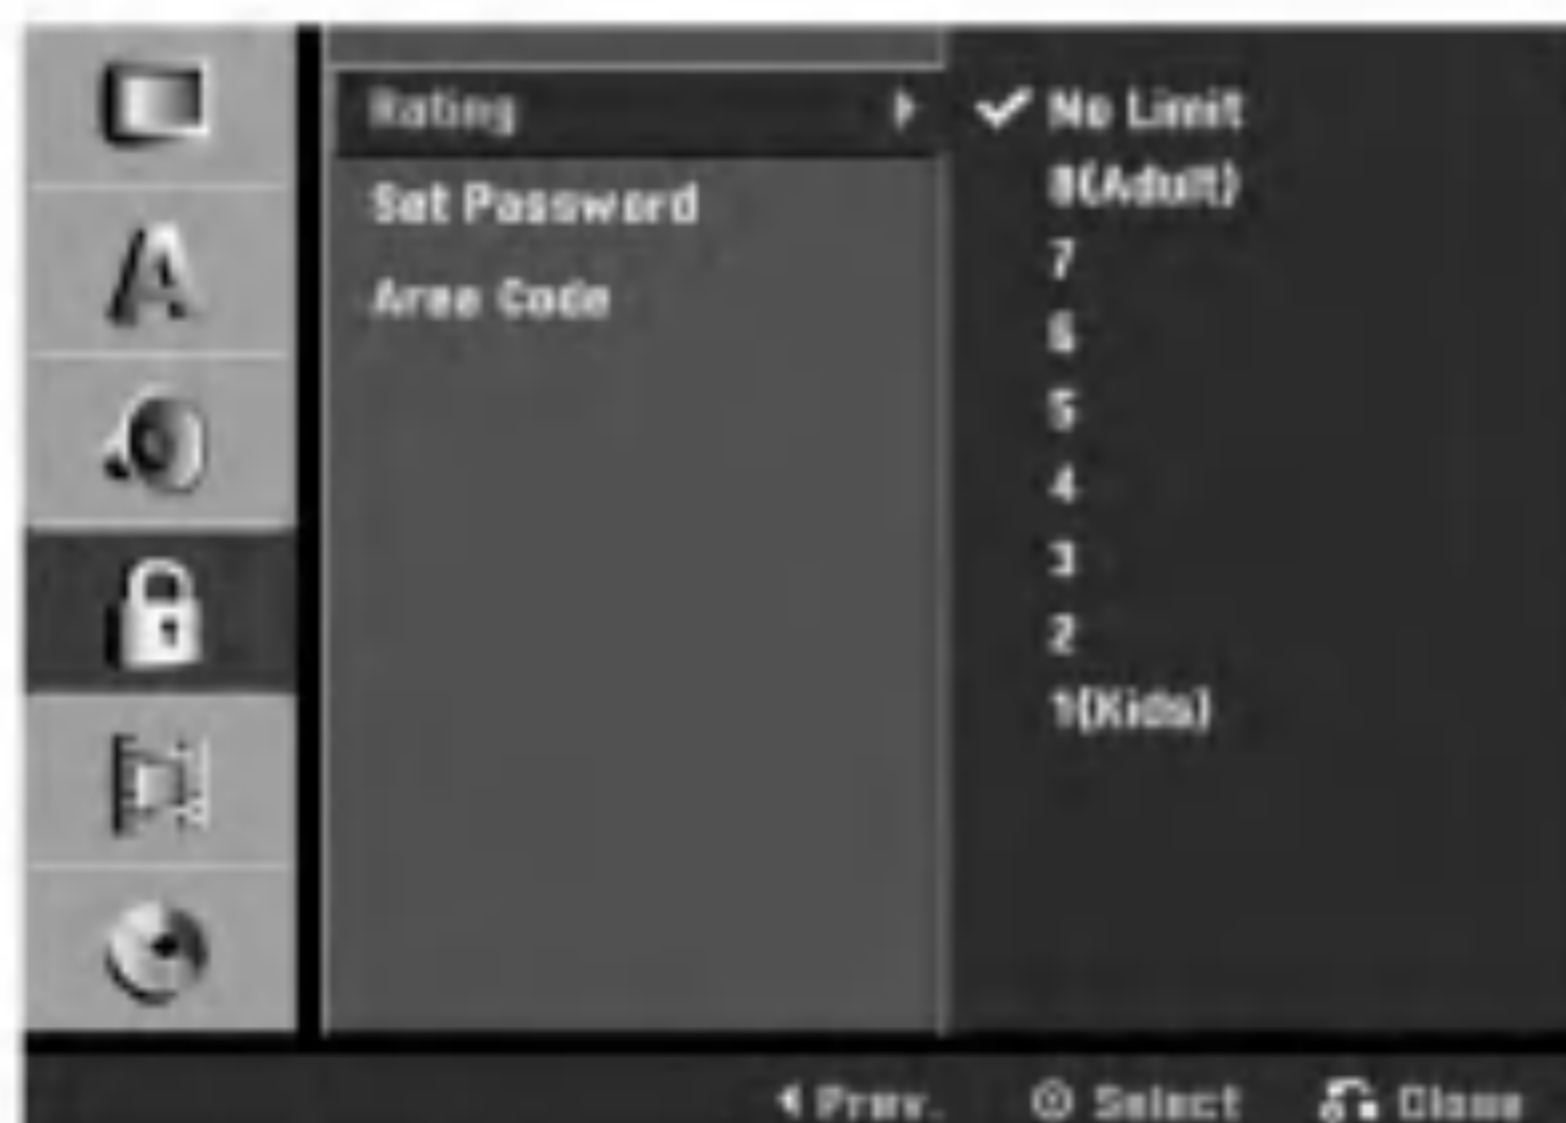 Rating
Set Password
Area Code
No Limit
8(Adult)
7
6
5
4
3
2
1(Kids)
Prev.
Select
Close